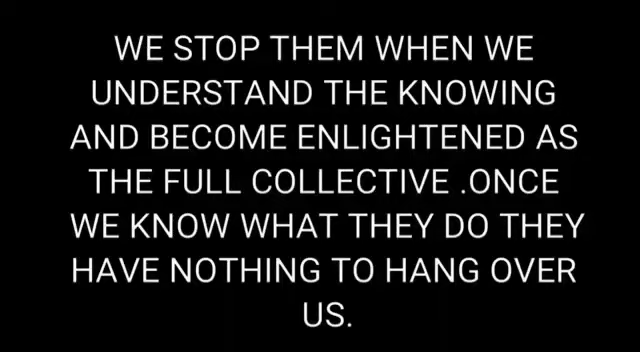 WE STOP THEM WHEN WE
UNDERSTAND THE KNOWING
AND BECOME ENLIGHTENED AS
THE FULL COLLECTIVE .ONCE
WE KNOW WHAT THEY DO THEY
HAVE NOTHING TO HANG OVER
US.